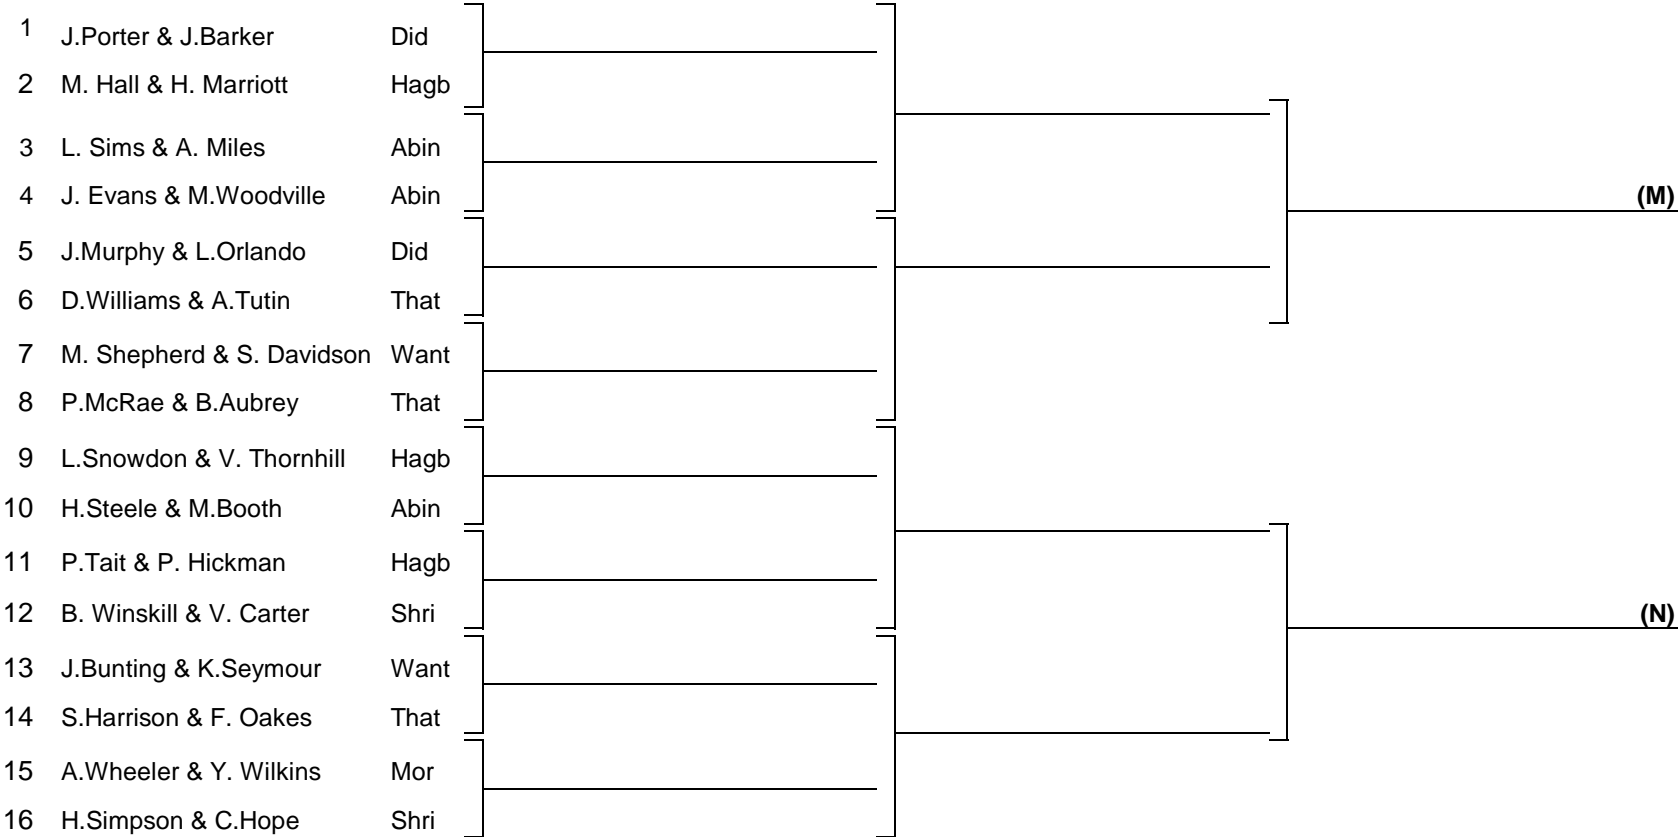 1 J.Porter & J.Barker Did
2 M. Hall & H. Marriott Hagb
3 L. Sims & A. Miles Abin
4 J. Evans & M.Woodville Abin
(M)
5 J.Murphy & L.Orlando Did
6 D.Williams & A.Tutin That
7 M. Shepherd & S. Davidson Want
8 P.McRae & B.Aubrey That
9 L.Snowdon & V. Thornhill Hagb
10 H.Steele & M.Booth Abin
11 P.Tait & P. Hickman Hagb
12 B. Winskill & V. Carter Shri
(N)
13 J.Bunting & K.Seymour Want
14 S.Harrison & F. Oakes That
15 A.Wheeler & Y. Wilkins Mor
16 H.Simpson & C.Hope Shri